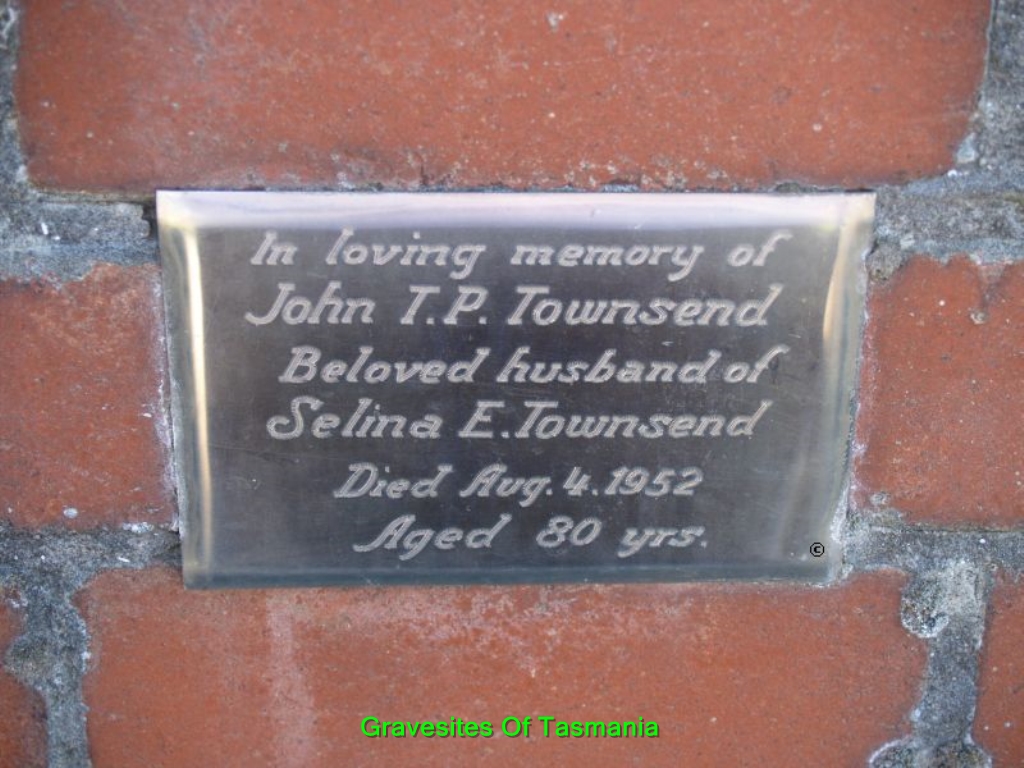 In loving memory of
John T.P. Townsend
Beloved husband of
Selina E. Townsend
Died Aug. 4. 1952
Aged 80 yrs.
©
Gravesites Of Tasmania